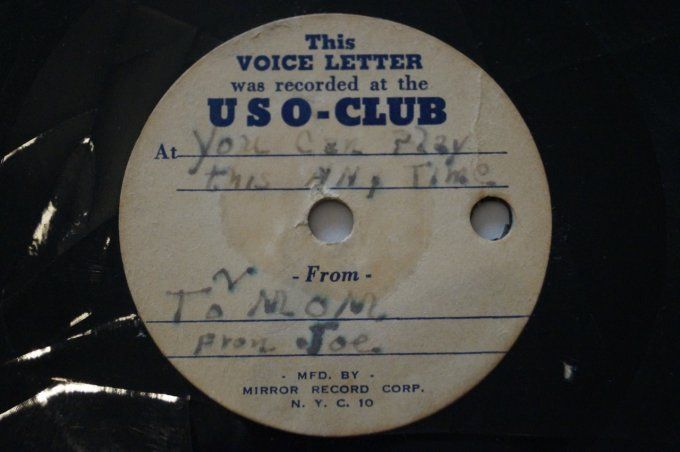 This
VOICE LETTER
was recorded at the
USO-CLUB
At You Can Play
this ANy Time.
- From -
To MOM
From Joe.
- MFD. BY -
MIRROR RECORD CORP.
N. Y. C. 10